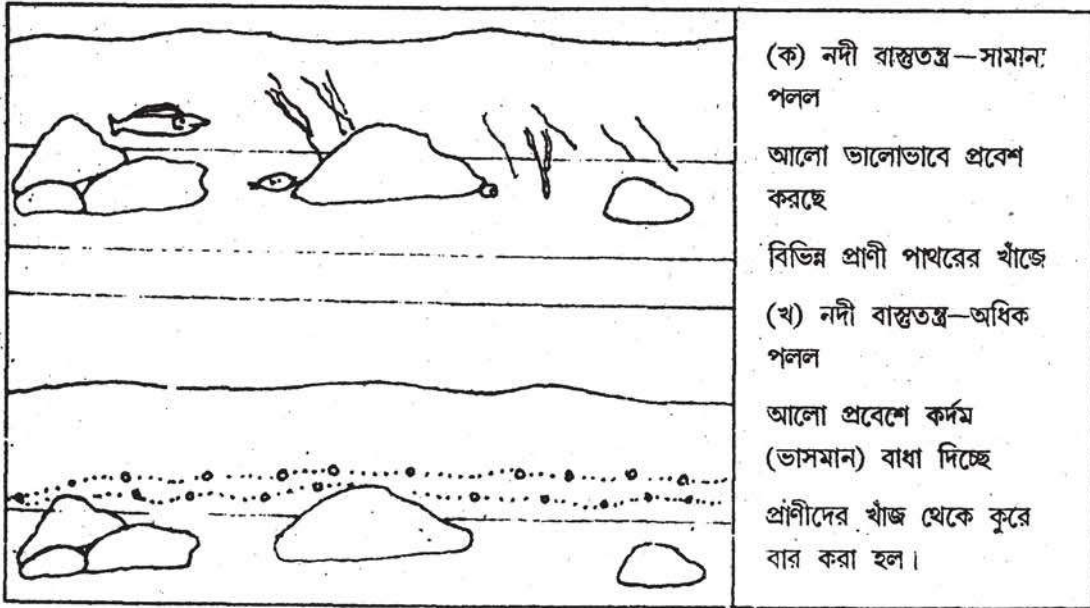 (ক) নদী বাস্তুতন্ত্র—সামান্য
পলল
আলো ভালোভাবে প্রবেশ
করছে
বিভিন্ন প্রাণী পাথরের খাঁজে
(খ) নদী বাস্তুতন্ত্র—অধিক
পলল
আলো প্রবেশে কর্দম
(ভাসমান) বাধা দিচ্ছে
প্রাণীদের খাঁজ থেকে কুরে
বার করা হল।